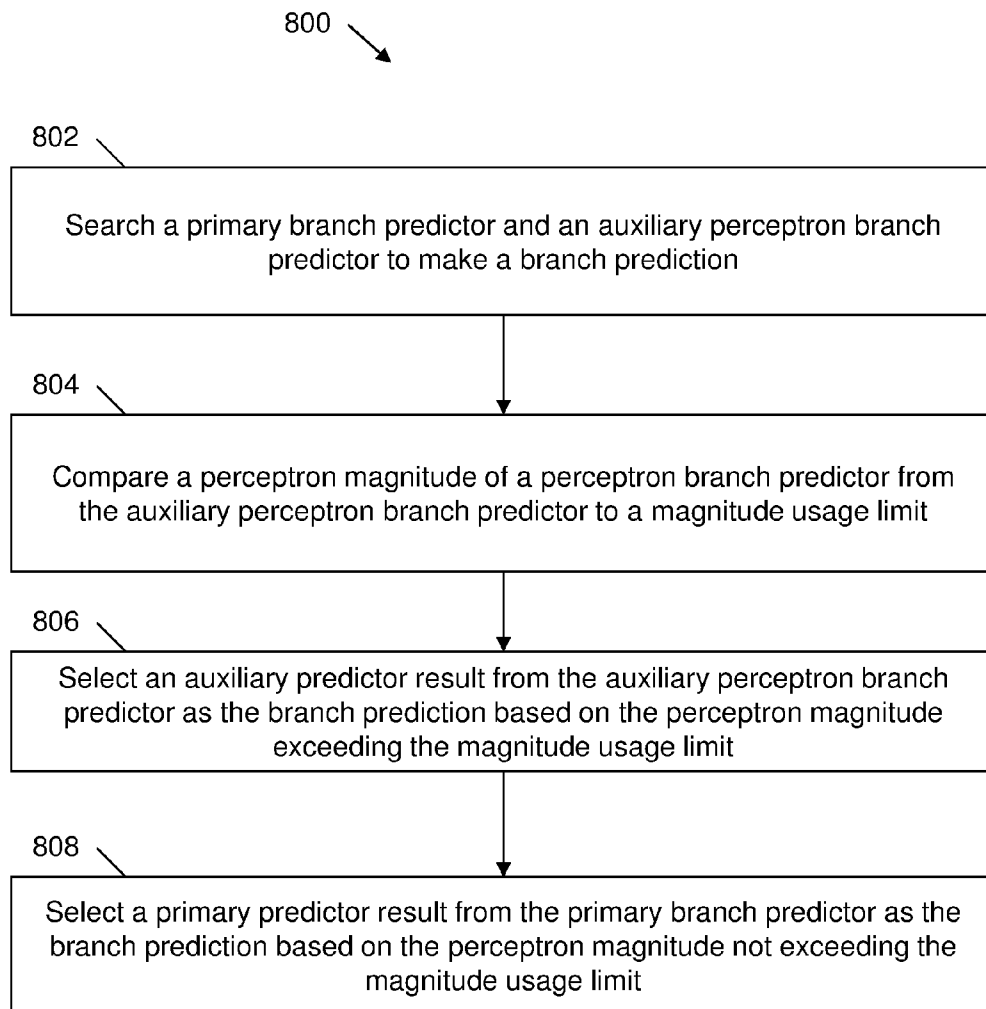 800
802
Search a primary branch predictor and an auxiliary perceptron branch
predictor to make a branch prediction
804
Compare a perceptron magnitude of a perceptron branch predictor from
the auxiliary perceptron branch predictor to a magnitude usage limit
806
Select an auxiliary predictor result from the auxiliary perceptron branch
predictor as the branch prediction based on the perceptron magnitude
exceeding the magnitude usage limit
808
Select a primary predictor result from the primary branch predictor as the
branch prediction based on the perceptron magnitude not exceeding the
magnitude usage limit